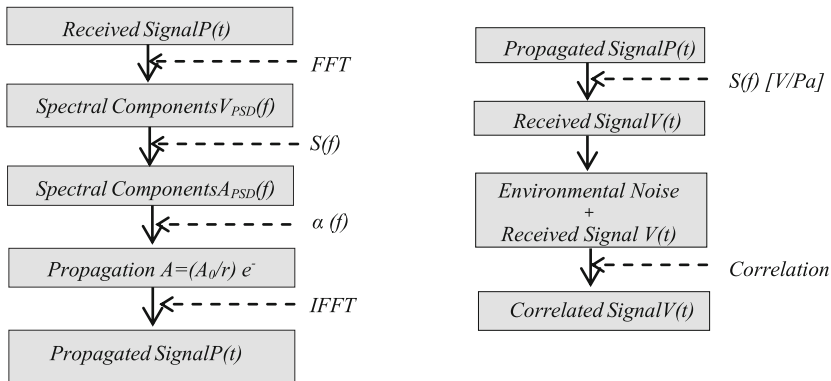 Received SignalP(t)
FFT
Spectral ComponentsV_PSD(f)
S(f)
Spectral ComponentsA_PSD(f)
α (f)
Propagation A=(A_0/r) e^-
IFFT
Propagated SignalP(t)
Propagated SignalP(t)
S(f) [V/Pa]
Received SignalV(t)
Environmental Noise
+
Received Signal V(t)
Correlation
Correlated SignalV(t)